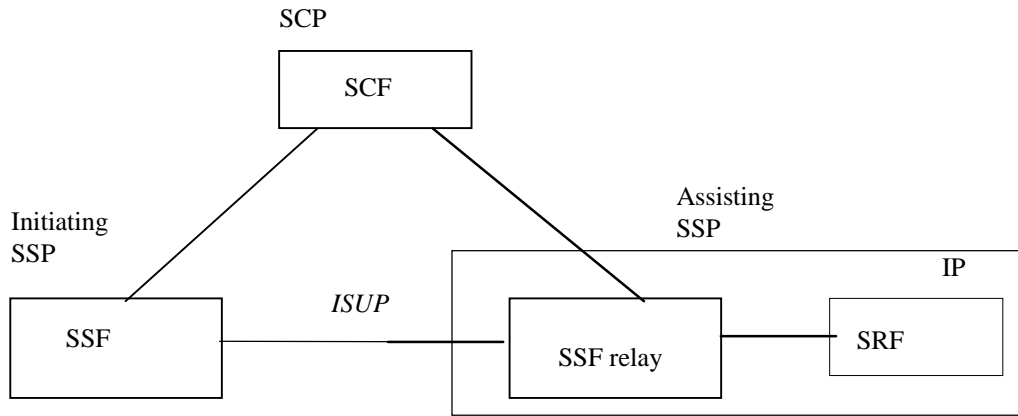 SCP
SCF
Initiating
SSP
Assisting
SSP
IP
ISUP
SSF
SSF relay
SRF